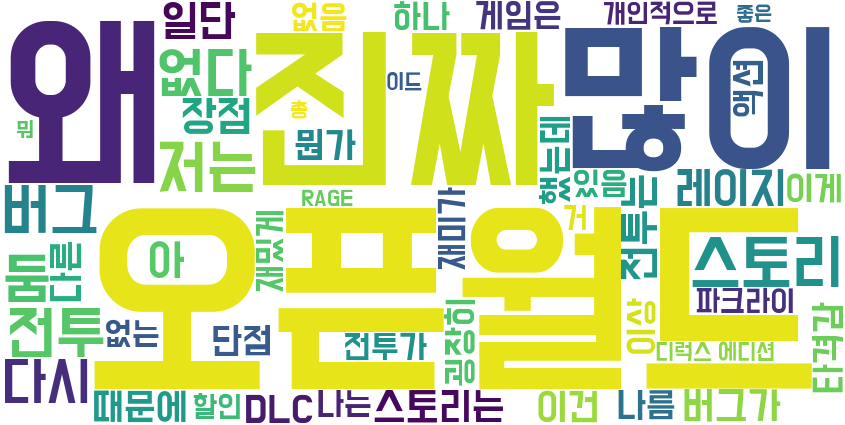 일단
없음
하나
게임은
개인적으로
좋은
왜
진짜
많이
없다
이드
액션
장점
총
뭐
뭔가
저는
했는데
있음
버그
RAGE
재미가
레이지
이게
거
전투는
둠
다른
아
재밌게
오픈월드
스토리
전투
없는
단점
전투가
굉장히
이상
파크라이
타격감
디럭스 에디션
다시
때문에
할인
DLC
나는
스토리는
이건
나름
버그가